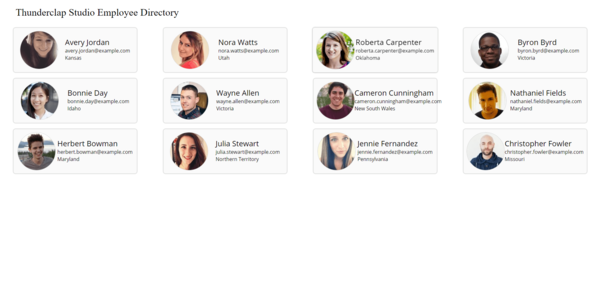 Thunderclap Studio Employee Directory
Avery Jordan
avery.jordan@example.com
Kansas
Nora Watts
nora.watts@example.com
Utah
Roberta Carpenter
roberta.carpenter@example.com
Oklahoma
Byron Byrd
byron.byrd@example.com
Victoria
Bonnie Day
bonnie.day@example.com
Idaho
Wayne Allen
wayne.allen@example.com
Victoria
Cameron Cunningham
cameron.cunningham@example.com
New South Wales
Nathaniel Fields
nathaniel.fields@example.com
Maryland
Herbert Bowman
herbert.bowman@example.com
Maryland
Julia Stewart
julia.stewart@example.com
Northern Territory
Jennie Fernandez
jennie.fernandez@example.com
Pennsylvania
Christopher Fowler
christopher.fowler@example.com
Missouri